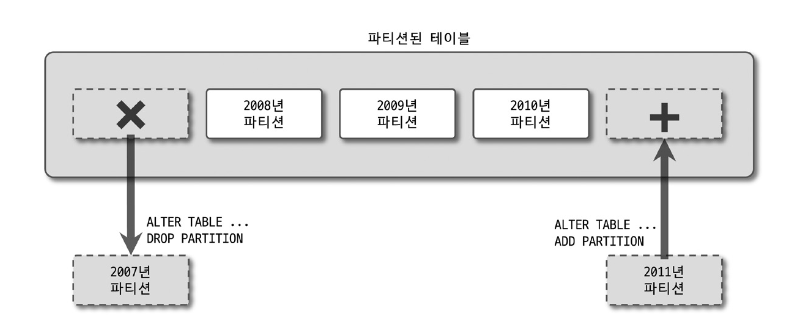 파티션된 테이블
2008년
파티션
2009년
파티션
2010년
파티션
ALTER TABLE ...
DROP PARTITION
ALTER TABLE ...
ADD PARTITION
2007년
파티션
2011년
파티션